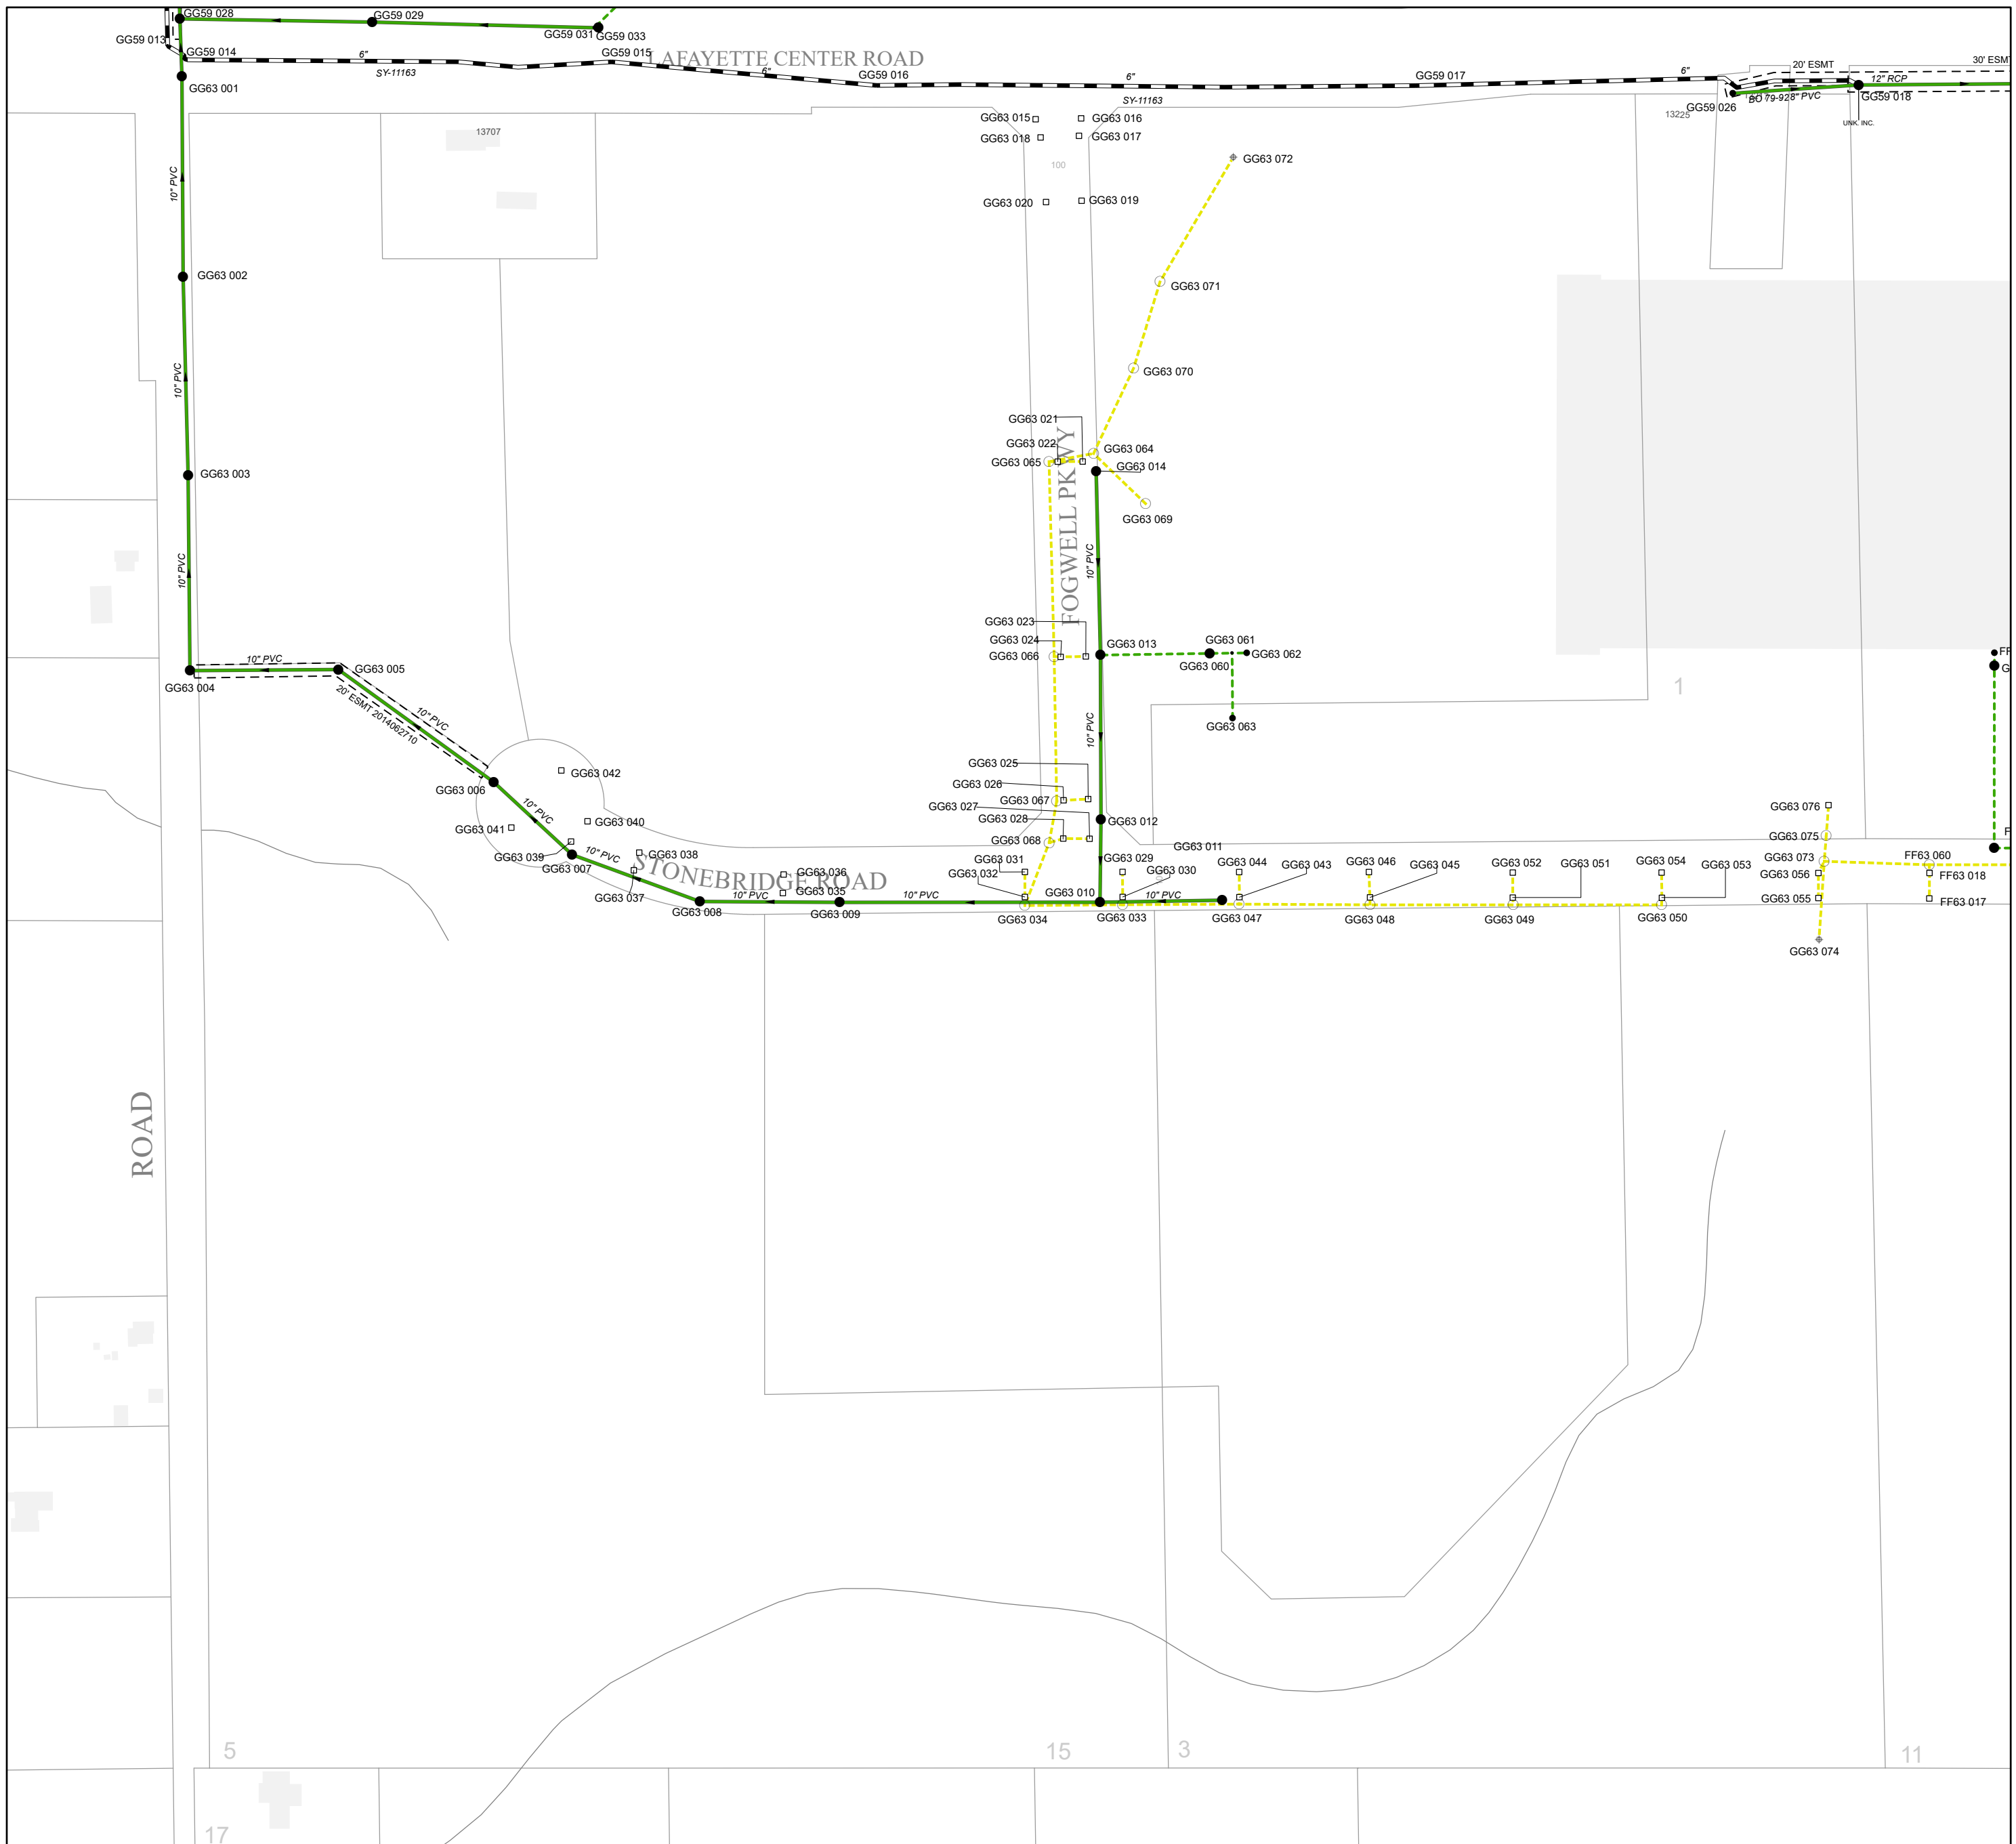 GG59 028
GG59 029
GG59 031
GG59 033
GG59 013
GG59 014
GG59 015
LAFAYETTE CENTER ROAD
6"
SY-11163
6"
GG59 016
6"
GG59 017
6"
20' ESMT
30' ESMT
12" RCP
GG59 018
GG59 026
BO 79-92
8" PVC
UNK. INC.
SY-11163
GG63 001
13707
13225
GG63 015
GG63 016
GG63 018
GG63 017
100
GG63 072
10" PVC
GG63 020
GG63 019
GG63 002
GG63 071
GG63 070
10" PVC
GG63 021
GG63 022
GG63 064
GG63 065
GG63 014
GG63 003
GG63 069
FOGWELL PKWY
10" PVC
10" PVC
GG63 023
GG63 024
GG63 066
GG63 013
GG63 061
GG63 062
GG63 060
10" PVC
GG63 005
GG63 004
20' ESMT 2014062710
10" PVC
10" PVC
GG63 063
1
FF
G
GG63 025
GG63 042
GG63 026
GG63 006
GG63 067
GG63 027
GG63 076
10" PVC
GG63 041
GG63 040
GG63 028
GG63 012
GG63 068
GG63 075
F
GG63 039
10" PVC
GG63 038
GG63 007
GG63 011
GG63 031
GG63 029
GG63 044
GG63 043
GG63 046
GG63 045
GG63 052
GG63 051
GG63 054
GG63 053
GG63 073
FF63 060
STONEBRIDGE ROAD
GG63 036
GG63 032
GG63 030
GG63 056
FF63 018
GG63 037
GG63 035
10" PVC
10" PVC
GG63 010
10" PVC
GG63 055
FF63 017
GG63 008
GG63 009
GG63 034
GG63 033
GG63 047
GG63 048
GG63 049
GG63 050
GG63 074
ROAD
5
15
3
11
17